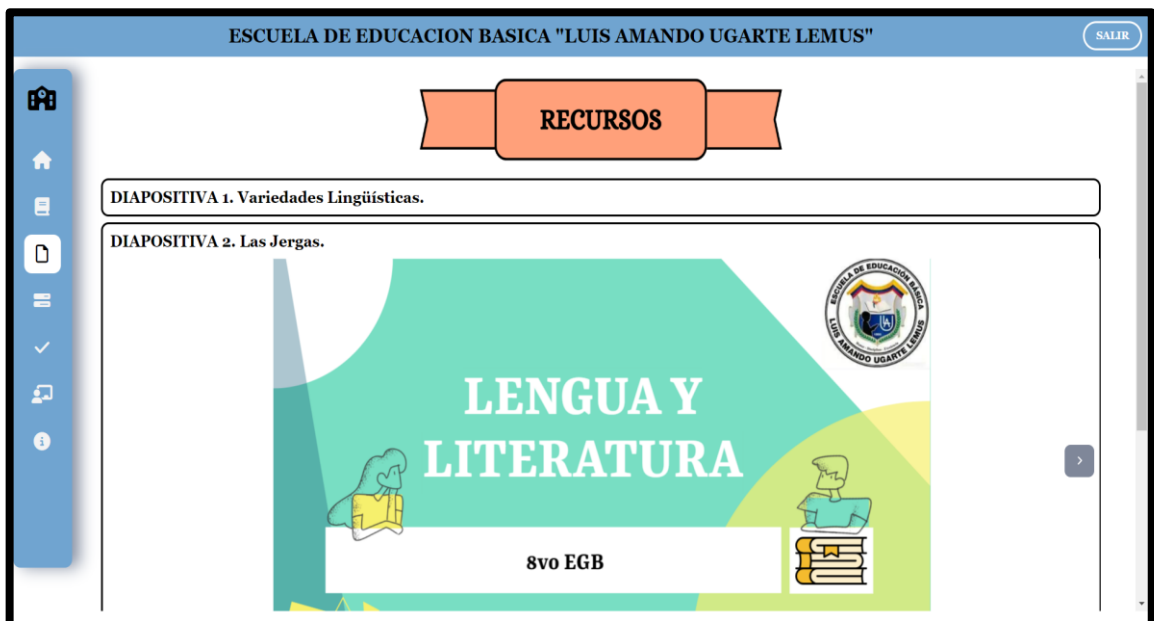 ESCUELA DE EDUCACION BASICA "LUIS AMANDO UGARTE LEMUS"
SALIR
RECURSOS
DIAPOSITIVA 1. Variedades Lingüísticas.
DIAPOSITIVA 2. Las Jergas.
ESCUELA DE EDUCACIÓN BÁSICA
LUIS AMANDO UGARTE LEMUS
LENGUA Y
LITERATURA
8vo EGB